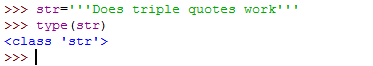 >>> str='''Does triple quotes work'''
>>> type(str)
<class 'str'>
>>>